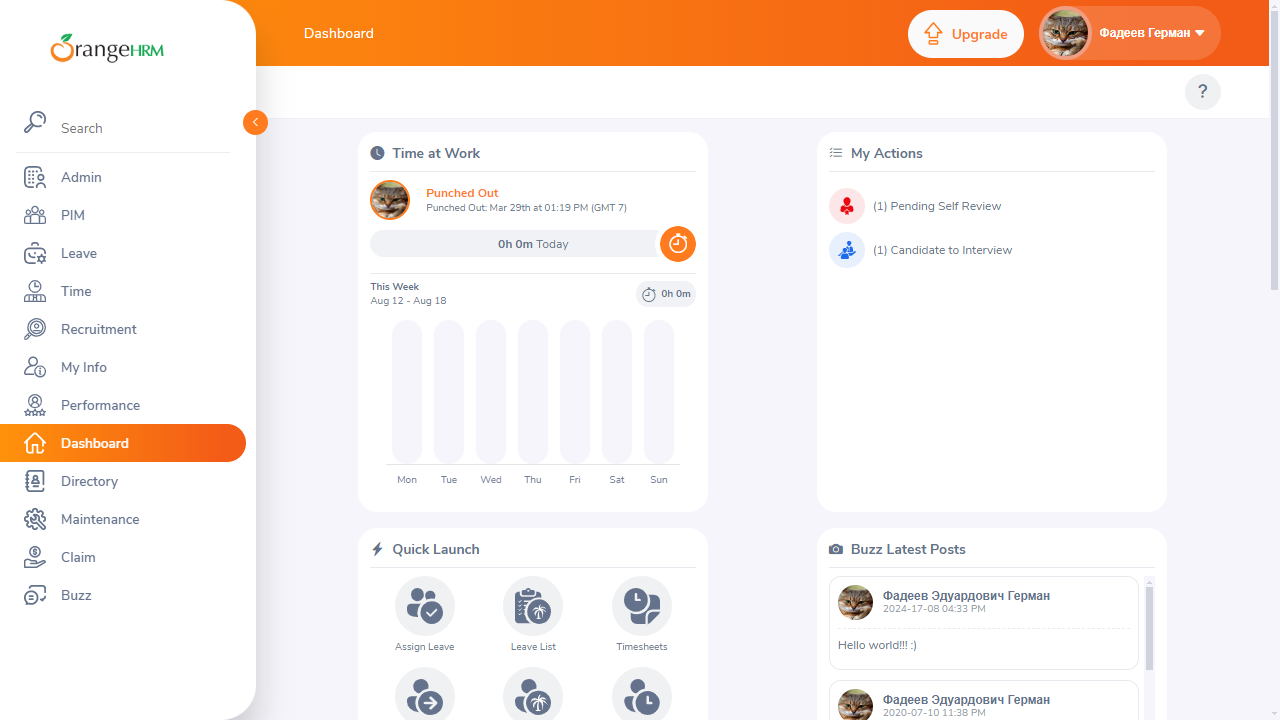 OrangeHRM
Search
Admin
PIM
Leave
Time
Recruitment
My Info
Performance
Dashboard
Directory
Maintenance
Claim
Buzz
Dashboard
Upgrade
Фадеев Герман
?
Time at Work
Punched Out
Punched Out: Mar 29th at 01:19 PM (GMT 7)
0h 0m Today
This Week
Aug 12 - Aug 18
0h 0m
Mon Tue Wed Thu Fri Sat Sun
My Actions
(1) Pending Self Review
(1) Candidate to Interview
Quick Launch
Assign Leave
Leave List
Timesheets
Buzz Latest Posts
Фадеев Эдуардович Герман
2024-17-08 04:33 PM
Hello world!!! :)
Фадеев Эдуардович Герман
2020-07-10 11:38 PM